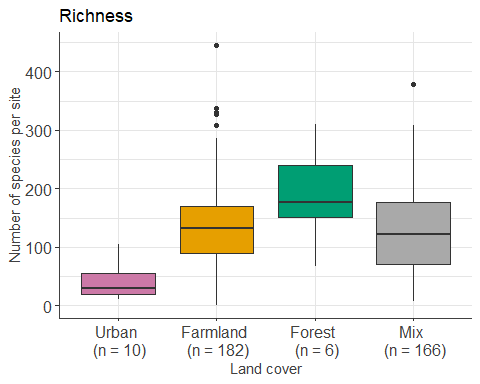 Richness
Number of species per site
400
300
200
100
0
Urban Farmland Forest Mix
(n = 10) (n = 182) (n = 6) (n = 166)
Land cover